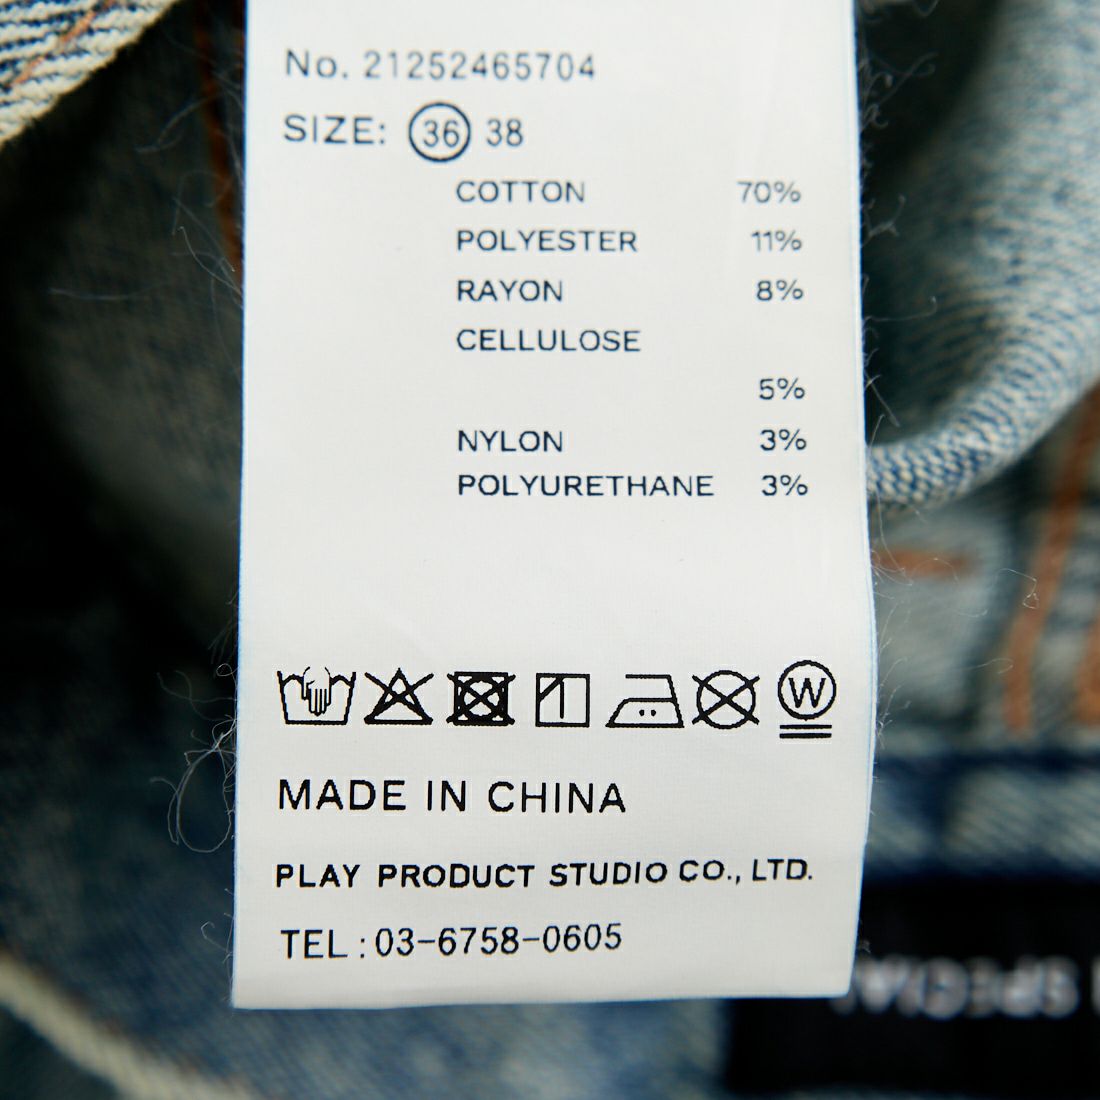 No. 21252465704
SIZE: 36 38
COTTON 70%
POLYESTER 11%
RAYON 8%
CELLULOSE
5%
NYLON 3%
POLYURETHANE 3%
W
MADE IN CHINA
PLAY PRODUCT STUDIO CO., LTD.
TEL : 03-6758-0605